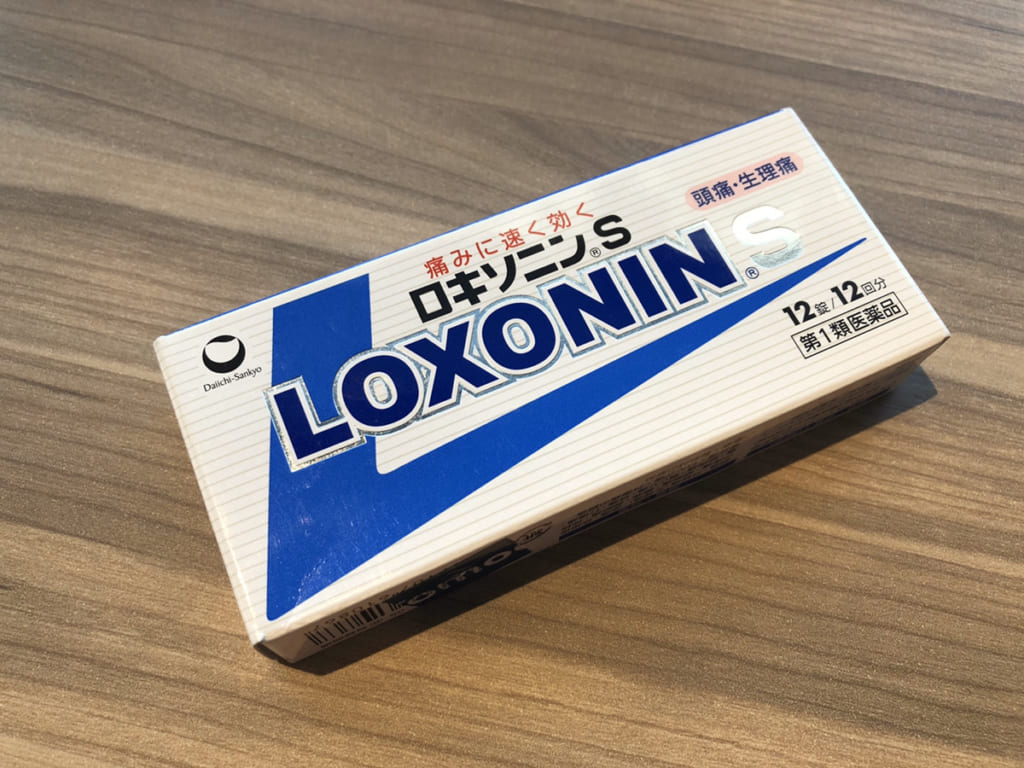 頭痛・生理痛
痛みに速く効く
ロキソニン®S
LOXONIN®S
Daiichi-Sankyo
12錠/12回分
第1類医薬品